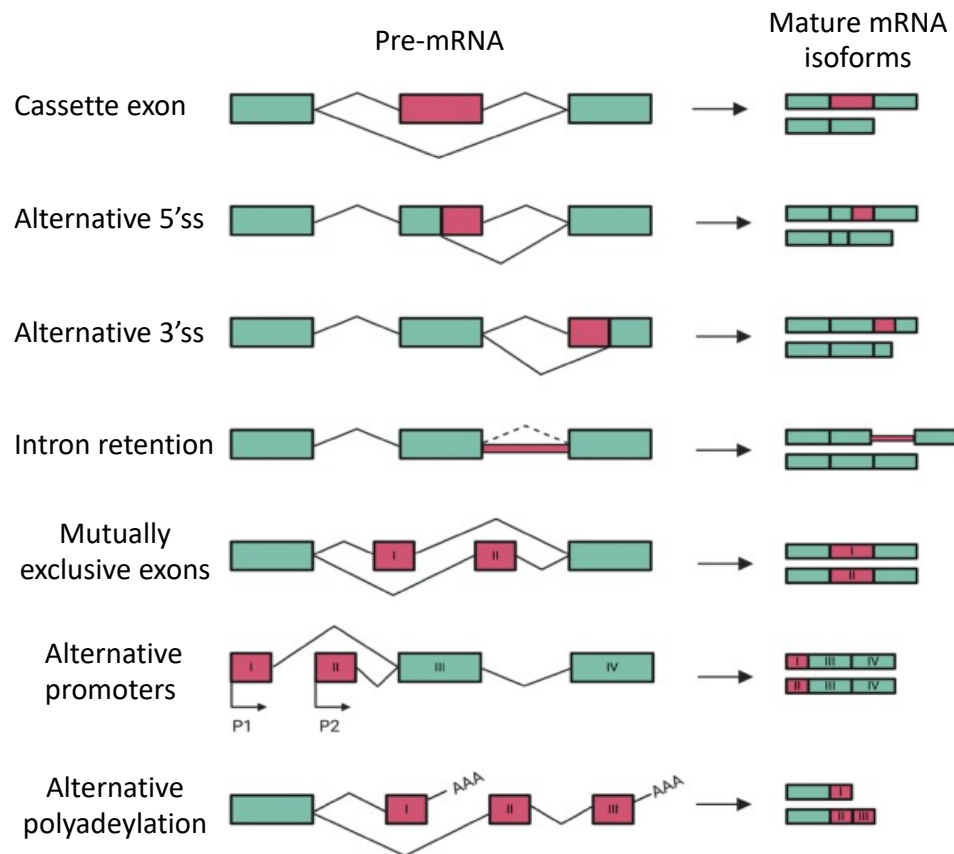 Pre-mRNA
Mature mRNA
isoforms
Cassette exon
Alternative 5'ss
Alternative 3'ss
Intron retention
Mutually
exclusive exons
I
II
I
II
Alternative
promoters
I
II
III
IV
P1
P2
I III IV
II III IV
Alternative
polyadeylation
I
AAA
II
III
AAA
I
II III